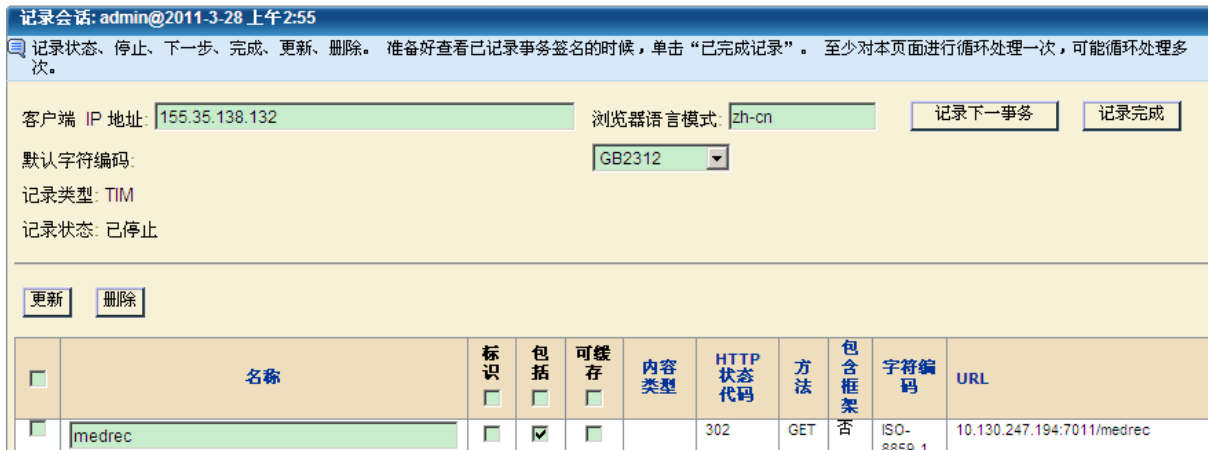 记录会话: admin@2011-3-28 上午2:55
记录状态、停止、下一步、完成、更新、删除。 准备好查看已记录事务签名的时候，单击“已完成记录”。 至少对本页面进行循环处理一次，可能循环处理多
次。
客户端 IP 地址: 155.35.138.132 浏览器语言模式: zh-cn 记录下一事务 记录完成
默认字符编码: GB2312
记录类型: TIM
记录状态: 已停止
更新 删除
名称 标识 包括 可缓存 内容类型 HTTP 状态代码 方法 包含框架 字符编码 URL
medrec 302 GET 否 ISO-8859-1 10.130.247.194:7011/medrec